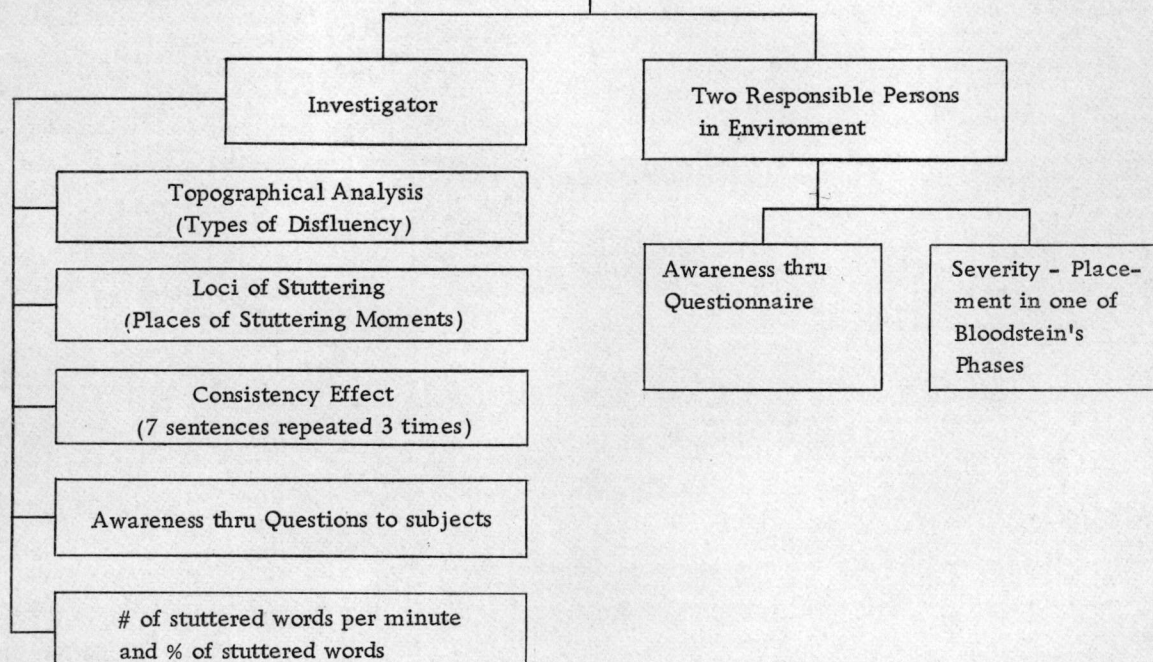 Investigator
Two Responsible Persons
in Environment
Topographical Analysis
(Types of Disfluency)
Loci of Stuttering
(Places of Stuttering Moments)
Consistency Effect
(7 sentences repeated 3 times)
Awareness thru Questions to subjects
# of stuttered words per minute
and % of stuttered words
Awareness thru
Questionnaire
Severity - Place-
ment in one of
Bloodstein's
Phases